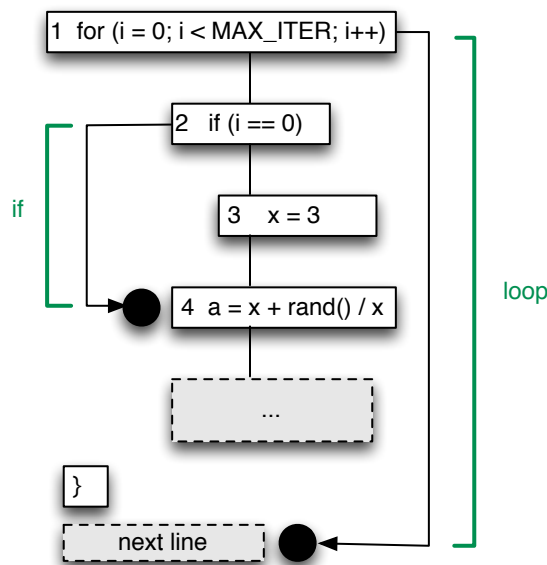 1 for (i = 0; i < MAX_ITER; i++)
2 if (i == 0)
if
3 x = 3
loop
4 a = x + rand() / x
...
}
next line